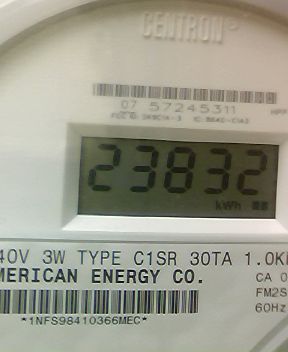 CENTRON®
07 57245311
23832
kWh
40V 3W TYPE C1SR 30TA 1.0K
MERICAN ENERGY CO.
CA 0
FM2S
60Hz
*1NFS98410366MEC*